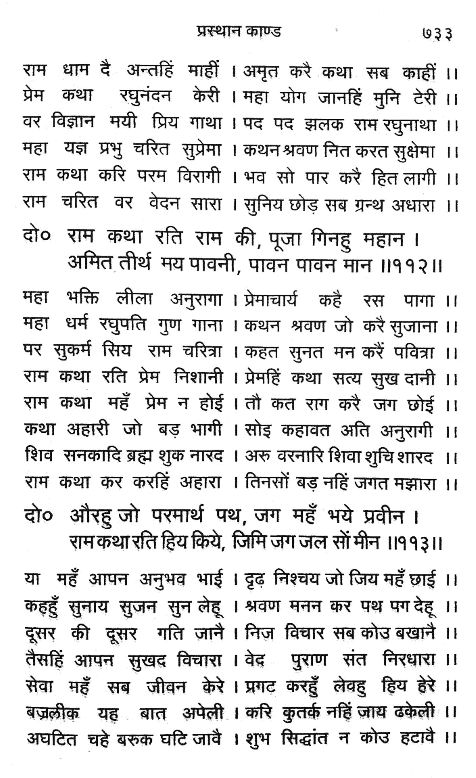 प्रस्थान काण्ड ७३३
राम धाम दै अन्तहिं माहीं । अमृत करै कथा सब काहीं ।।
प्रेम कथा रघुनंदन केरी । महा योग जानहिं मुनि टेरी ।।
वर विज्ञान मयी प्रिय गाथा । पद पद झलक राम रघुनाथा ।।
महा यज्ञ प्रभु चरित सुप्रेमा । कथन श्रवण नित करत सुक्षेमा ।।
राम कथा करि परम विरागी । भव सो पार करै हित लागी ।।
राम चरित वर वेदन सारा । सुनिय छोड़ सब ग्रन्थ अधारा ।।
दो० राम कथा रति राम की, पूजा गिनहु महान ।
अमित तीर्थ मय पावनी, पावन पावन मान ।।११२।।
महा भक्ति लीला अनुरागा । प्रेमाचार्य कहै रस पागा ।।
महा धर्म रघुपति गुण गाना । कथन श्रवण जो करै सुजाना ।।
पर सुकर्म सिय राम चरित्रा । कहत सुनत मन करैं पवित्रा ।।
राम कथा रति प्रेम निशानी । प्रेमहिं कथा सत्य सुख दानी ।।
राम कथा महँ प्रेम न होई । तौ कत राग करै जग छोई ।।
कथा अहारी जो बड़ भागी । सोइ कहावत अति अनुरागी ।।
शिव सनकादि ब्रह्म शुक नारद । अरु वरनारि शिवा शुचि शारद ।।
राम कथा कर करहिं अहारा । तिनसों बड़ नहिं जगत मझारा ।।
दो० औरहु जो परमार्थ पथ, जग महँ भये प्रवीन ।
राम कथा रति हिय किये, जिमि जग जल सों मीन ।।११३।।
या महँ आपन अनुभव भाई । दृढ़ निश्चय जो जिय महँ छाई ।।
कहहुँ सुनाय सुजन सुन लेहू । श्रवण मनन कर पथ पग देहू ।।
दूसर की दूसर गति जानै । निज विचार सब कोउ बखानै ।।
तैसहिं आपन सुखद विचारा । वेद पुराण संत निरधारा ।।
सेवा महँ सब जीवन केरे । प्रगट करहुँ लेवहु हिय हेरे ।।
बज्रलीक यह बात अपेली । करि कुतर्क नहिं जाय ढकेली ।।
अघटित चहे बरुक घटि जावै । शुभ सिद्धांत न कोउ हटावै ।।